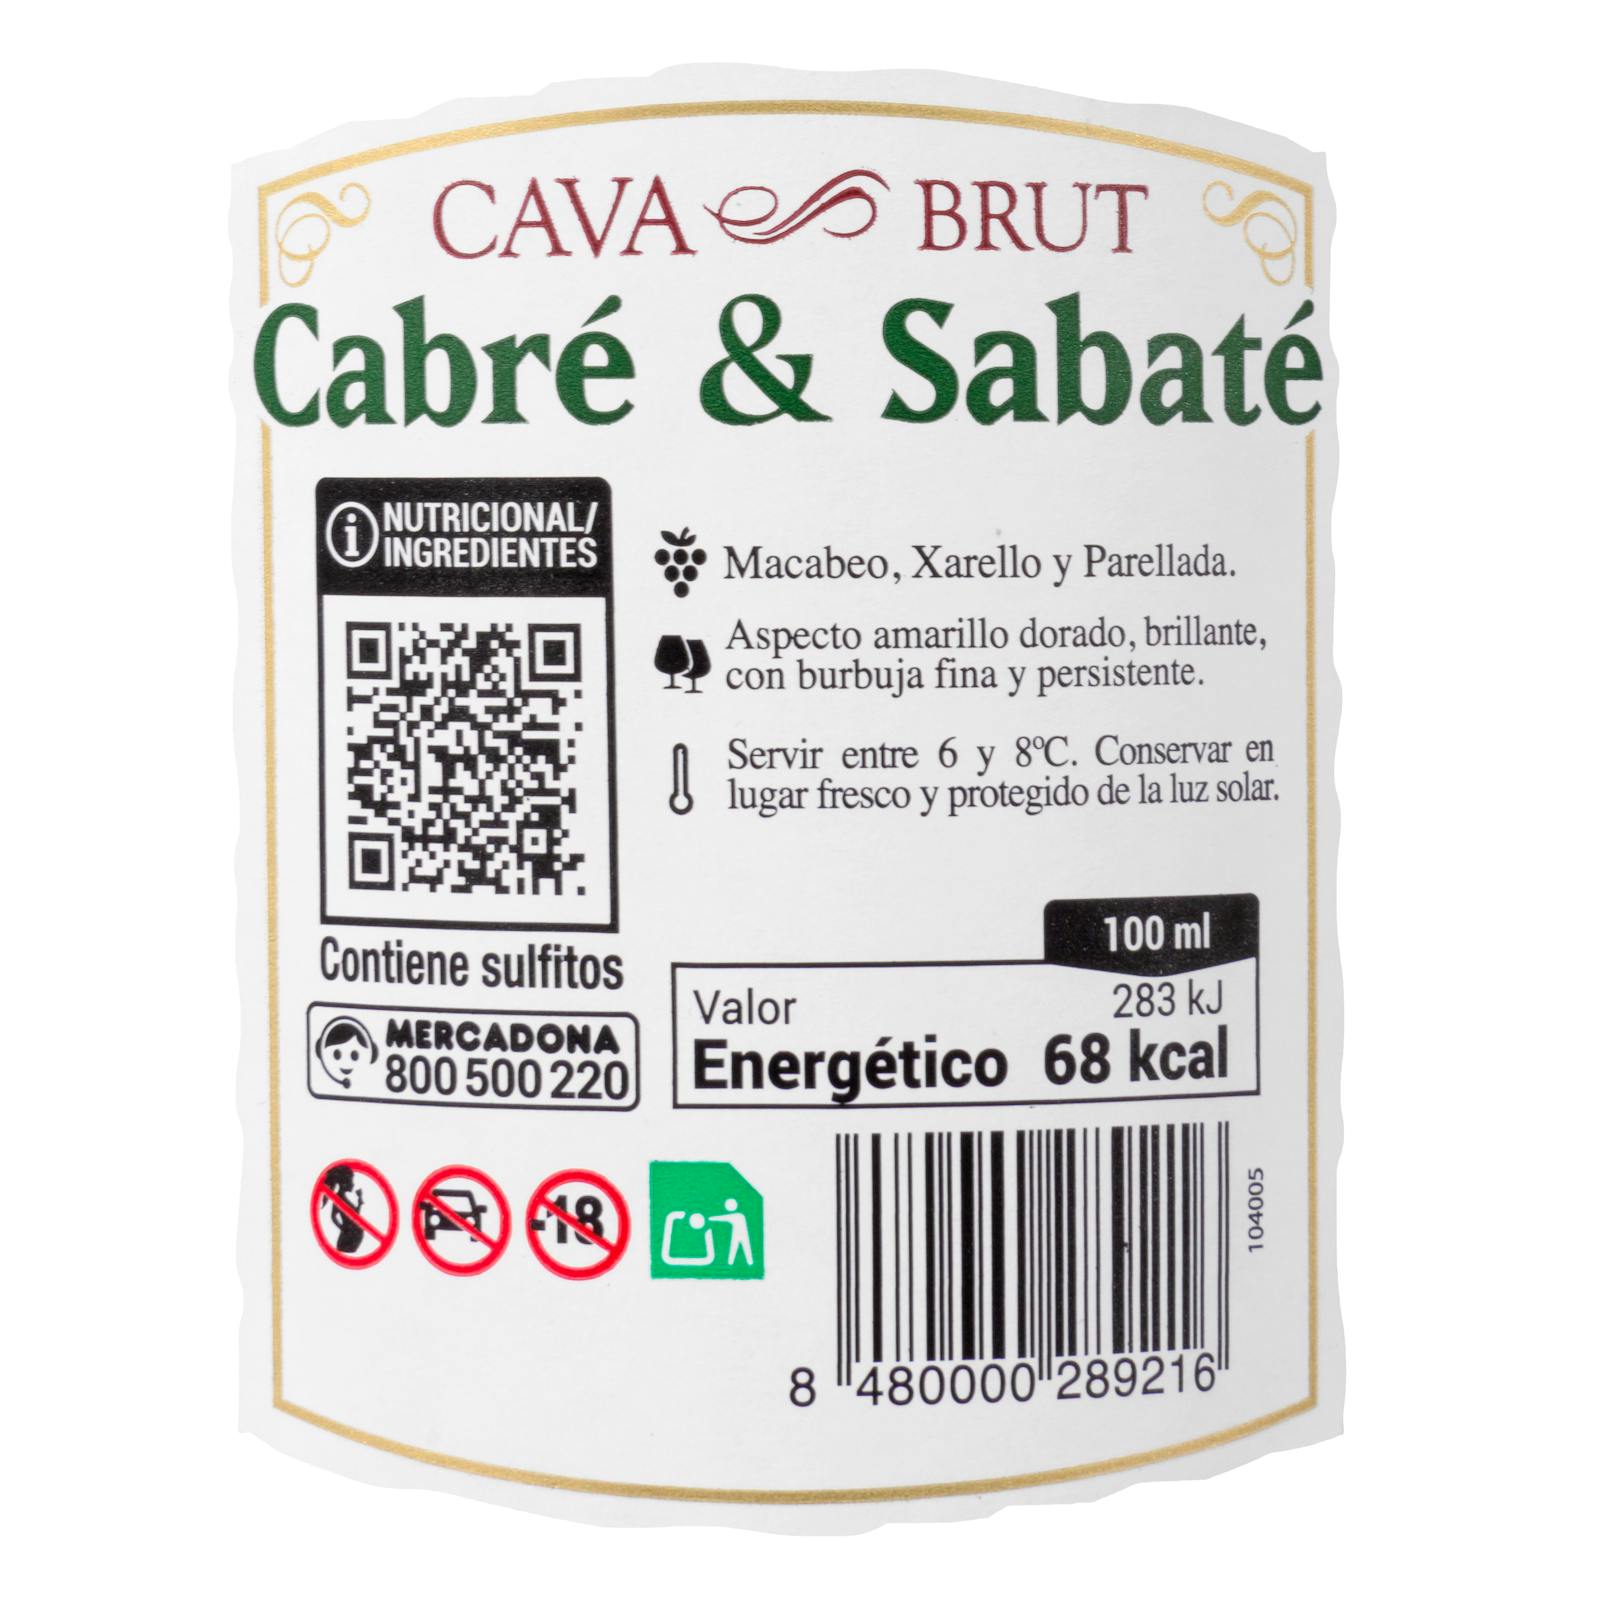 CAVA BRUT
Cabré & Sabaté
i NUTRICIONAL/
INGREDIENTES
Macabeo, Xarello y Parellada.
Aspecto amarillo dorado, brillante,
con burbuja fina y persistente.
Servir entre 6 y 8ºC. Conservar en
lugar fresco y protegido de la luz solar.
Contiene sulfitos
MERCADONA
800 500 220
100 ml
Valor 283 kJ
Energético 68 kcal
-18
104005
8 480000 289216